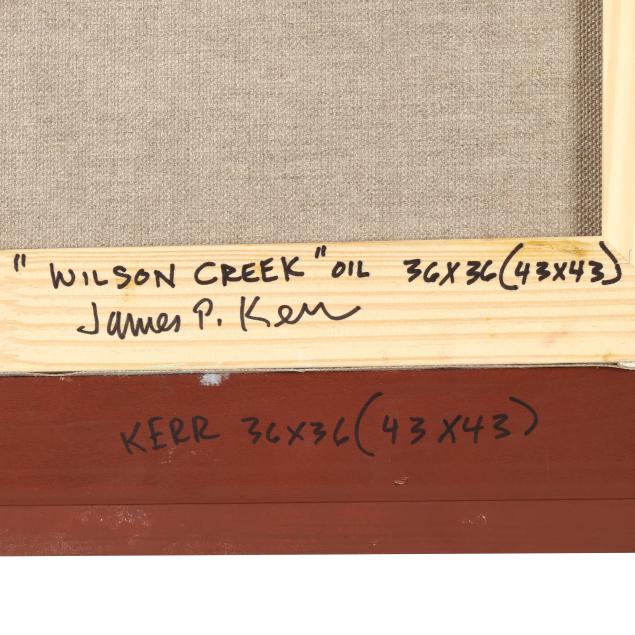 "WILSON CREEK" OIL 36X36 (43X43)
James P. Kerr
KERR 36X36 (43X43)